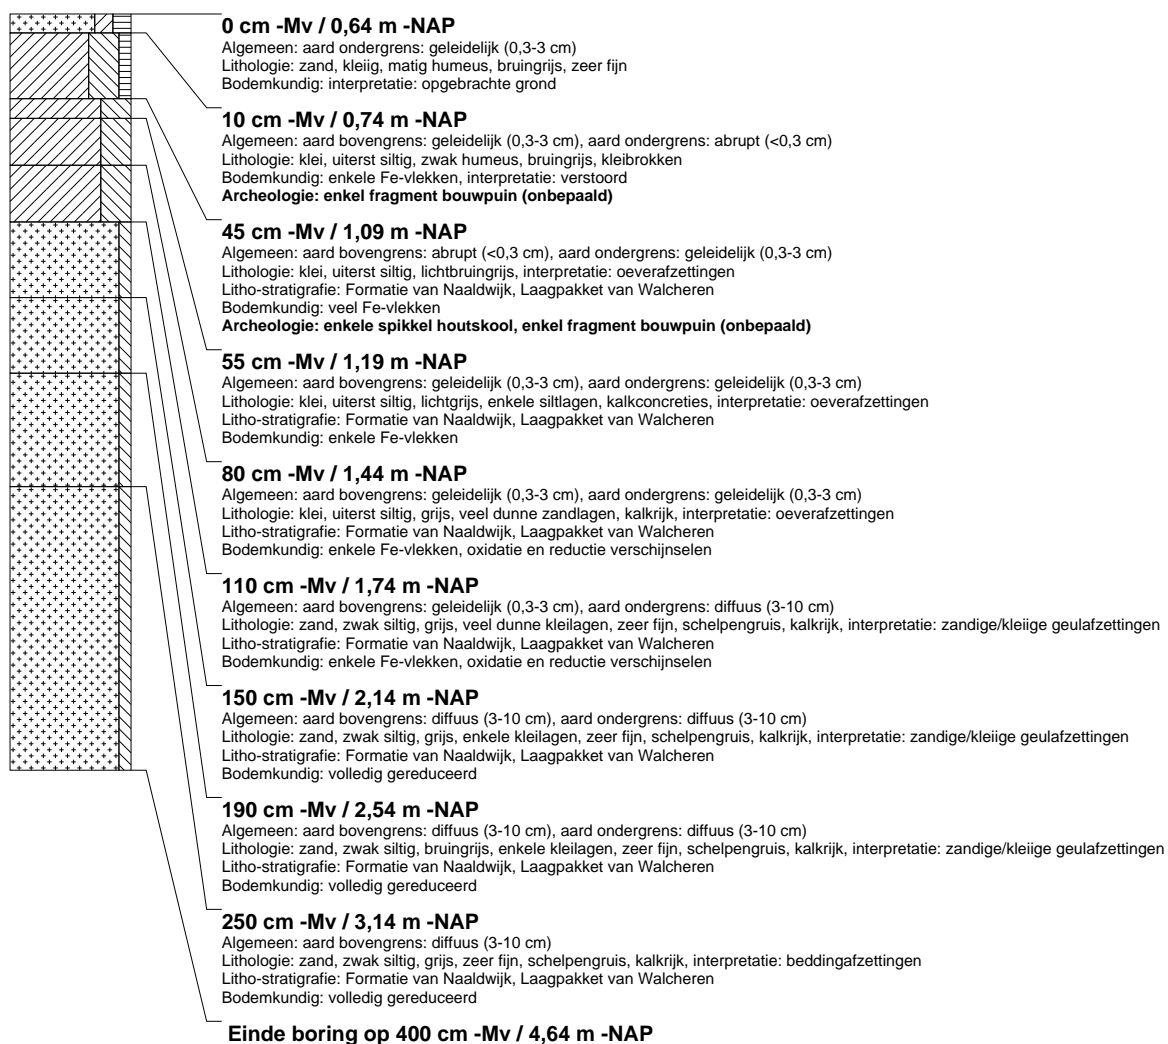 0 cm -Mv / 0,64 m -NAP
Algemeen: aard ondergrens: geleidelijk (0,3-3 cm)
Lithologie: zand, kleiig, matig humeus, bruingrijs, zeer fijn
Bodemkundig: interpretatie: opgebrachte grond
10 cm -Mv / 0,74 m -NAP
Algemeen: aard bovengrens: geleidelijk (0,3-3 cm), aard ondergrens: abrupt (<0,3 cm)
Lithologie: klei, uiterst siltig, zwak humeus, bruingrijs, kleibrokken
Bodemkundig: enkele Fe-vlekken, interpretatie: verstoord
Archeologie: enkel fragment bouwpuin (onbepaald)
45 cm -Mv / 1,09 m -NAP
Algemeen: aard bovengrens: abrupt (<0,3 cm), aard ondergrens: geleidelijk (0,3-3 cm)
Lithologie: klei, uiterst siltig, lichtbruingrijs, interpretatie: oeverafzettingen
Litho-stratigrafie: Formatie van Naaldwijk, Laagpakket van Walcheren
Bodemkundig: veel Fe-vlekken
Archeologie: enkele spikkel houtskool, enkel fragment bouwpuin (onbepaald)
55 cm -Mv / 1,19 m -NAP
Algemeen: aard bovengrens: geleidelijk (0,3-3 cm), aard ondergrens: geleidelijk (0,3-3 cm)
Lithologie: klei, uiterst siltig, lichtgrijs, enkele siltlagen, kalkconcreties, interpretatie: oeverafzettingen
Litho-stratigrafie: Formatie van Naaldwijk, Laagpakket van Walcheren
Bodemkundig: enkele Fe-vlekken
80 cm -Mv / 1,44 m -NAP
Algemeen: aard bovengrens: geleidelijk (0,3-3 cm), aard ondergrens: geleidelijk (0,3-3 cm)
Lithologie: klei, uiterst siltig, grijs, veel dunne zandlagen, kalkrijk, interpretatie: oeverafzettingen
Litho-stratigrafie: Formatie van Naaldwijk, Laagpakket van Walcheren
Bodemkundig: enkele Fe-vlekken, oxidatie en reductie verschijnselen
110 cm -Mv / 1,74 m -NAP
Algemeen: aard bovengrens: geleidelijk (0,3-3 cm), aard ondergrens: diffuus (3-10 cm)
Lithologie: zand, zwak siltig, grijs, veel dunne kleilagen, zeer fijn, schelpengruis, kalkrijk, interpretatie: zandige/kleiige geulafzettingen
Litho-stratigrafie: Formatie van Naaldwijk, Laagpakket van Walcheren
Bodemkundig: enkele Fe-vlekken, oxidatie en reductie verschijnselen
150 cm -Mv / 2,14 m -NAP
Algemeen: aard bovengrens: diffuus (3-10 cm), aard ondergrens: diffuus (3-10 cm)
Lithologie: zand, zwak siltig, grijs, enkele kleilagen, zeer fijn, schelpengruis, kalkrijk, interpretatie: zandige/kleiige geulafzettingen
Litho-stratigrafie: Formatie van Naaldwijk, Laagpakket van Walcheren
Bodemkundig: volledig gereduceerd
190 cm -Mv / 2,54 m -NAP
Algemeen: aard bovengrens: diffuus (3-10 cm), aard ondergrens: diffuus (3-10 cm)
Lithologie: zand, zwak siltig, bruingrijs, enkele kleilagen, zeer fijn, schelpengruis, kalkrijk, interpretatie: zandige/kleiige geulafzettingen
Litho-stratigrafie: Formatie van Naaldwijk, Laagpakket van Walcheren
Bodemkundig: volledig gereduceerd
250 cm -Mv / 3,14 m -NAP
Algemeen: aard bovengrens: diffuus (3-10 cm)
Lithologie: zand, zwak siltig, grijs, zeer fijn, schelpengruis, kalkrijk, interpretatie: beddingafzettingen
Litho-stratigrafie: Formatie van Naaldwijk, Laagpakket van Walcheren
Bodemkundig: volledig gereduceerd
Einde boring op 400 cm -Mv / 4,64 m -NAP